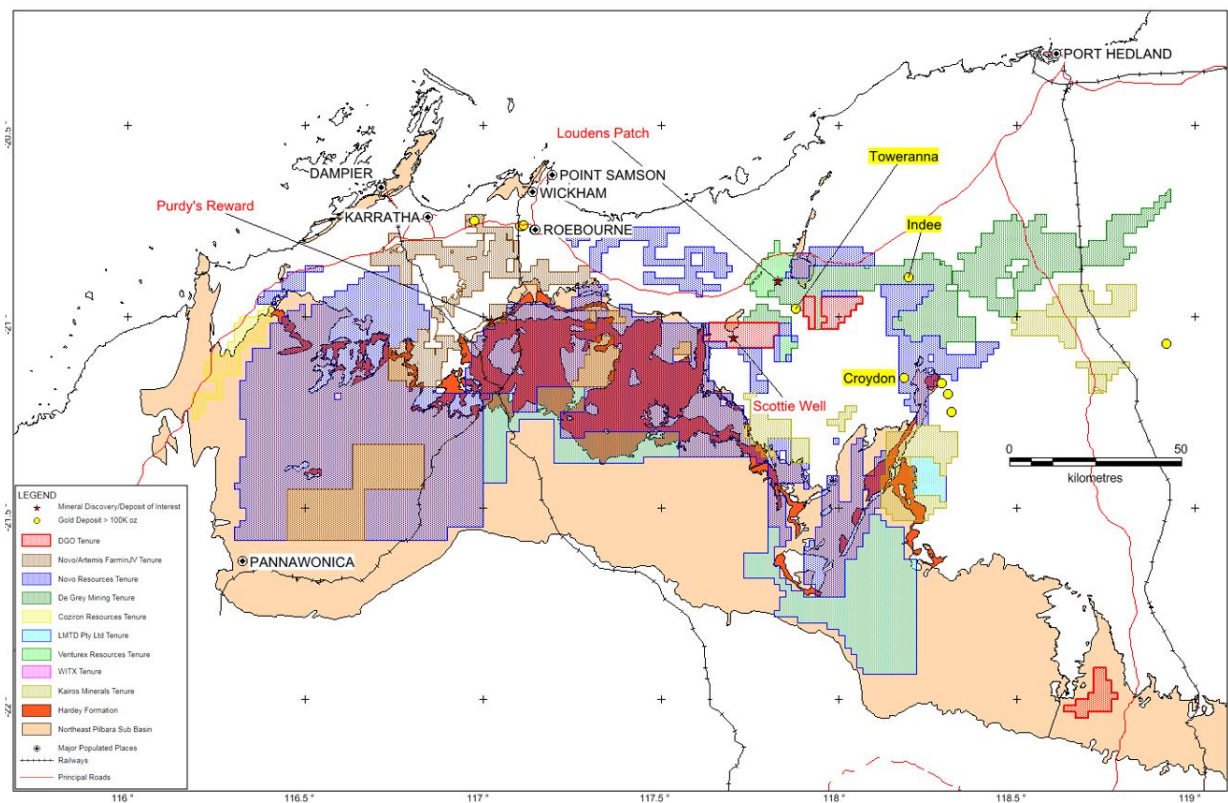 PORT HEDLAND
-20.5
Loudens Patch
Toweranna
DAMPIER
POINT SAMSON
WICKHAM
Purdy's Reward
KARRATHA
ROEBOURNE
Indee
-21
Croydon
Scottie Well
0 50
kilometres
LEGEND
Mineral Discovery/Deposit of Interest
Gold Deposit > 100K oz
DGO Tenure
Novo/Artemis FarminJV Tenure
Novo Resources Tenure
De Grey Mining Tenure
Coziron Resources Tenure
LMTD Pty Ltd Tenure
Venturex Resources Tenure
WITX Tenure
Kairos Minerals Tenure
Hardey Formation
Northeast Pilbara Sub Basin
Major Populated Places
Railways
Principal Roads
-21.5
PANNAWONICA
-22
116 ° 116.5 ° 117 ° 117.5 ° 118 ° 118.5 ° 119 °